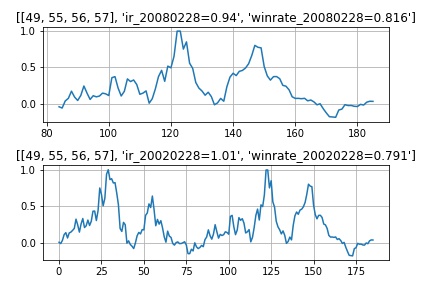 [[49, 55, 56, 57], 'ir_20080228=0.94', 'winrate_20080228=0.816']
1.0
0.5
0.0
80 100 120 140 160 180
[[49, 55, 56, 57], 'ir_20020228=1.01', 'winrate_20020228=0.791']
1.0
0.5
0.0
0 25 50 75 100 125 150 175